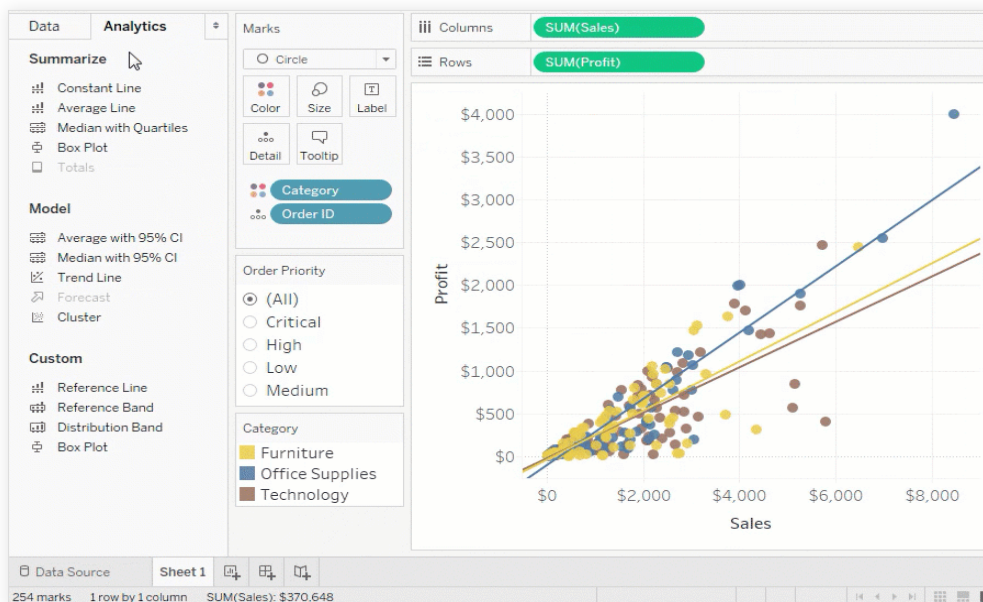 Data
Analytics
Summarize
Constant Line
Average Line
Median with Quartiles
Box Plot
Totals
Model
Average with 95% CI
Median with 95% CI
Trend Line
Forecast
Cluster
Custom
Reference Line
Reference Band
Distribution Band
Box Plot
Marks
Circle
Color
Size
Label
Detail
Tooltip
Category
Order ID
Order Priority
(All)
Critical
High
Low
Medium
Category
Furniture
Office Supplies
Technology
Columns
SUM(Sales)
Rows
SUM(Profit)
$4,000
$3,500
$3,000
$2,500
$2,000
$1,500
$1,000
$500
$0
Profit
$0
$2,000
$4,000
$6,000
$8,000
Sales
Data Source
Sheet 1
254 marks
1 row by 1 column
SUM(Sales): $370,648